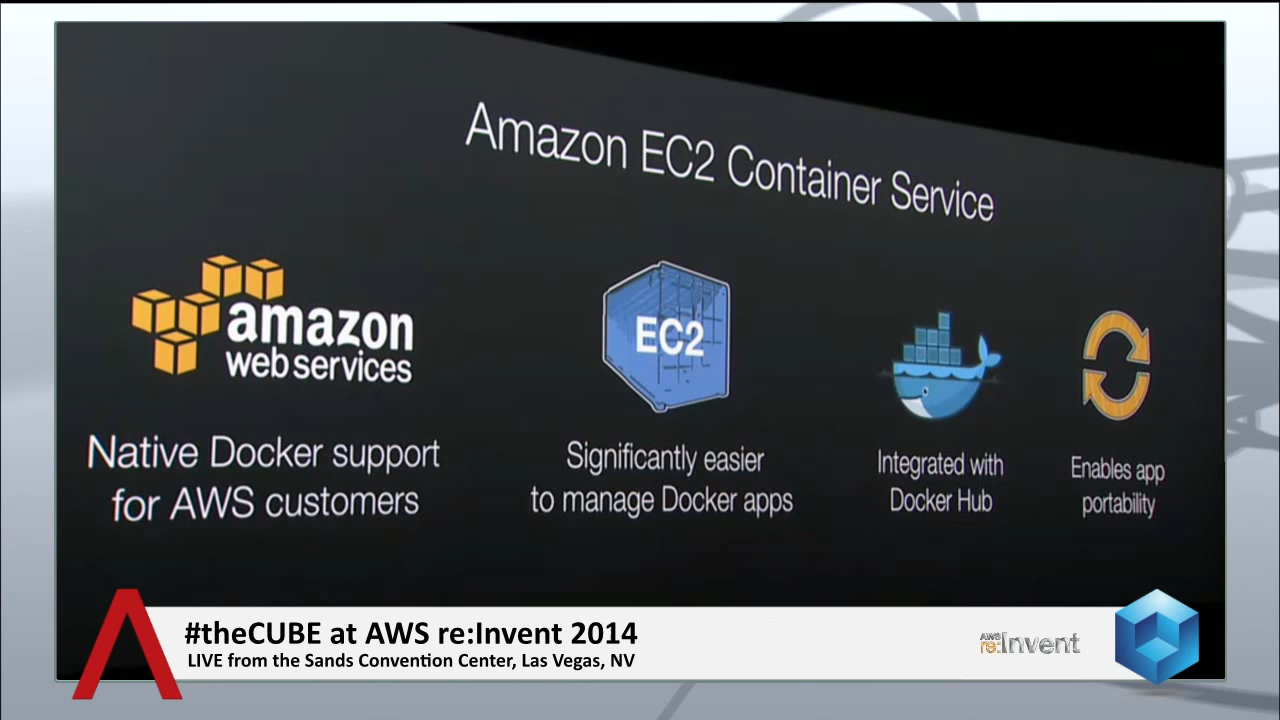 Amazon EC2 Container Service
amazon
web services
EC2
Native Docker support
for AWS customers
Significantly easier
to manage Docker apps
Integrated with
Docker Hub
Enables app
portability
#theCUBE at AWS re:Invent 2014
LIVE from the Sands Convention Center, Las Vegas, NV
AWS
re:Invent